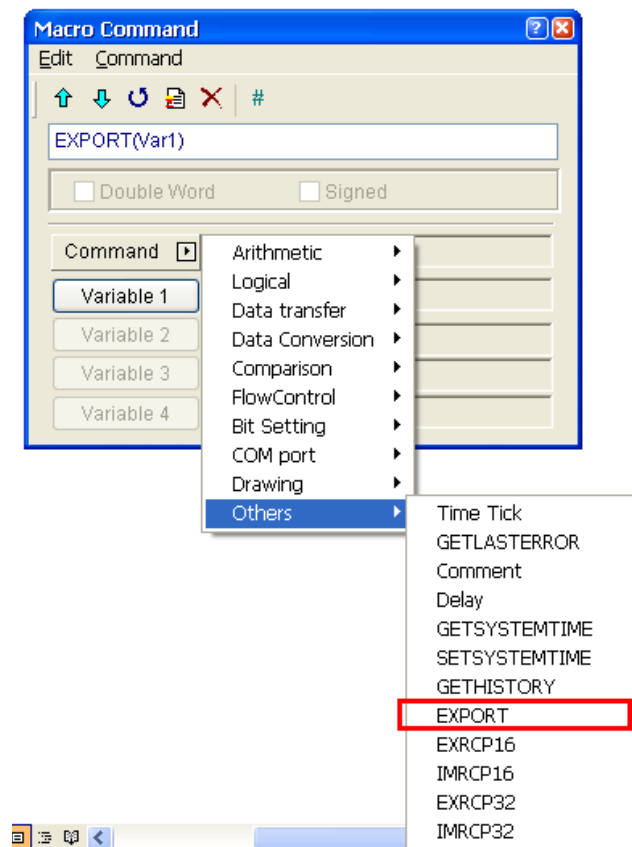 Macro Command
Edit Command
#
EXPORT(Var1)
Double Word Signed
Command
Variable 1
Variable 2
Variable 3
Variable 4
Arithmetic
Logical
Data transfer
Data Conversion
Comparison
FlowControl
Bit Setting
COM port
Drawing
Others
Time Tick
GETLASTERROR
Comment
Delay
GETSYSTEMTIME
SETSYSTEMTIME
GETHISTORY
EXPORT
EXRCP16
IMRCP16
EXRCP32
IMRCP32